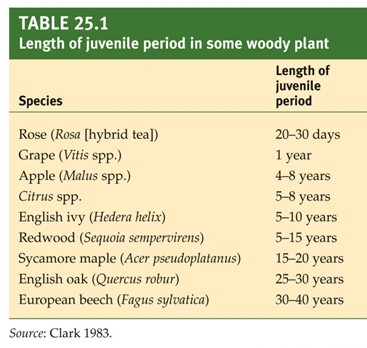 TABLE 25.1
Length of juvenile period in some woody plant
Species Length of juvenile period
Rose (Rosa [hybrid tea]) 20–30 days
Grape (Vitis spp.) 1 year
Apple (Malus spp.) 4–8 years
Citrus spp. 5–8 years
English ivy (Hedera helix) 5–10 years
Redwood (Sequoia sempervirens) 5–15 years
Sycamore maple (Acer pseudoplatanus) 15–20 years
English oak (Quercus robur) 25–30 years
European beech (Fagus sylvatica) 30–40 years
Source: Clark 1983.